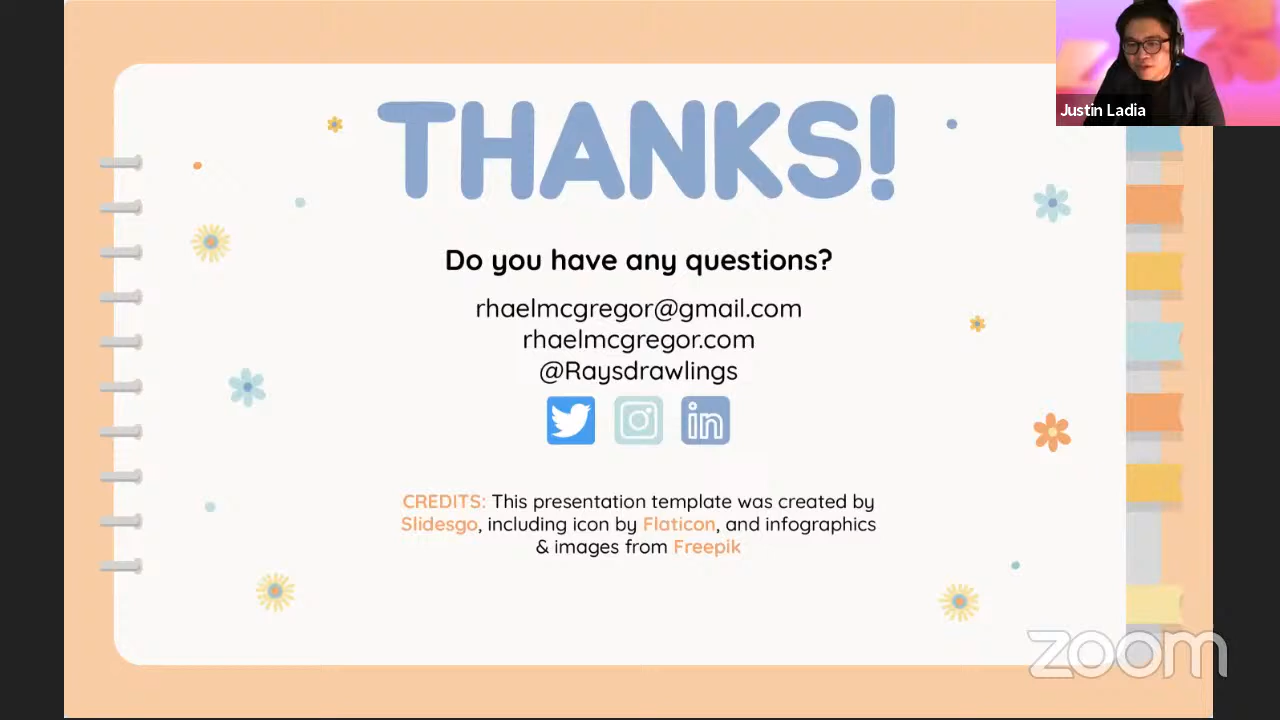 Justin Ladia
THANKS!
Do you have any questions?
rhaelmcgregor@gmail.com
rhaelmcgregor.com
@Raysdrawlings
in
CREDITS: This presentation template was created by
Slidesgo, including icon by Flaticon, and infographics
& images from Freepik
zoom